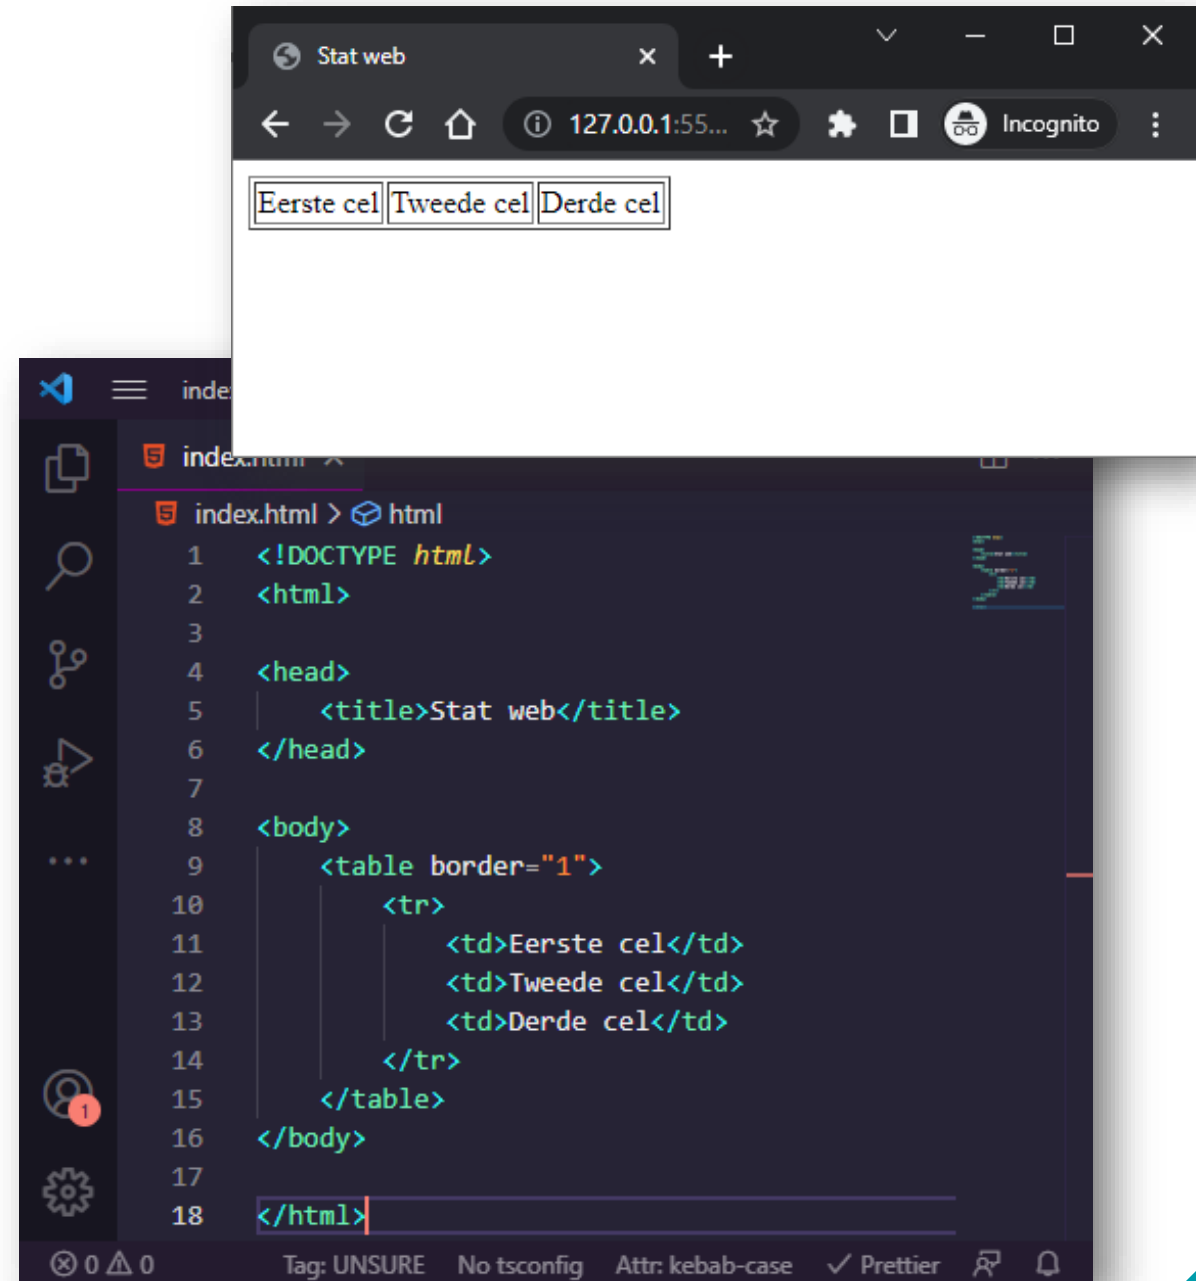 Stat web
127.0.0.1:55... Incognito
Eerste cel Tweede cel Derde cel
index.html
index.html > html
1 <!DOCTYPE html>
2 <html>
3
4 <head>
5 <title>Stat web</title>
6 </head>
7
8 <body>
9 <table border="1">
10 <tr>
11 <td>Eerste cel</td>
12 <td>Tweede cel</td>
13 <td>Derde cel</td>
14 </tr>
15 </table>
16 </body>
17
18 </html>
1
0 0 Tag: UNSURE No tsconfig Attr: kebab-case Prettier